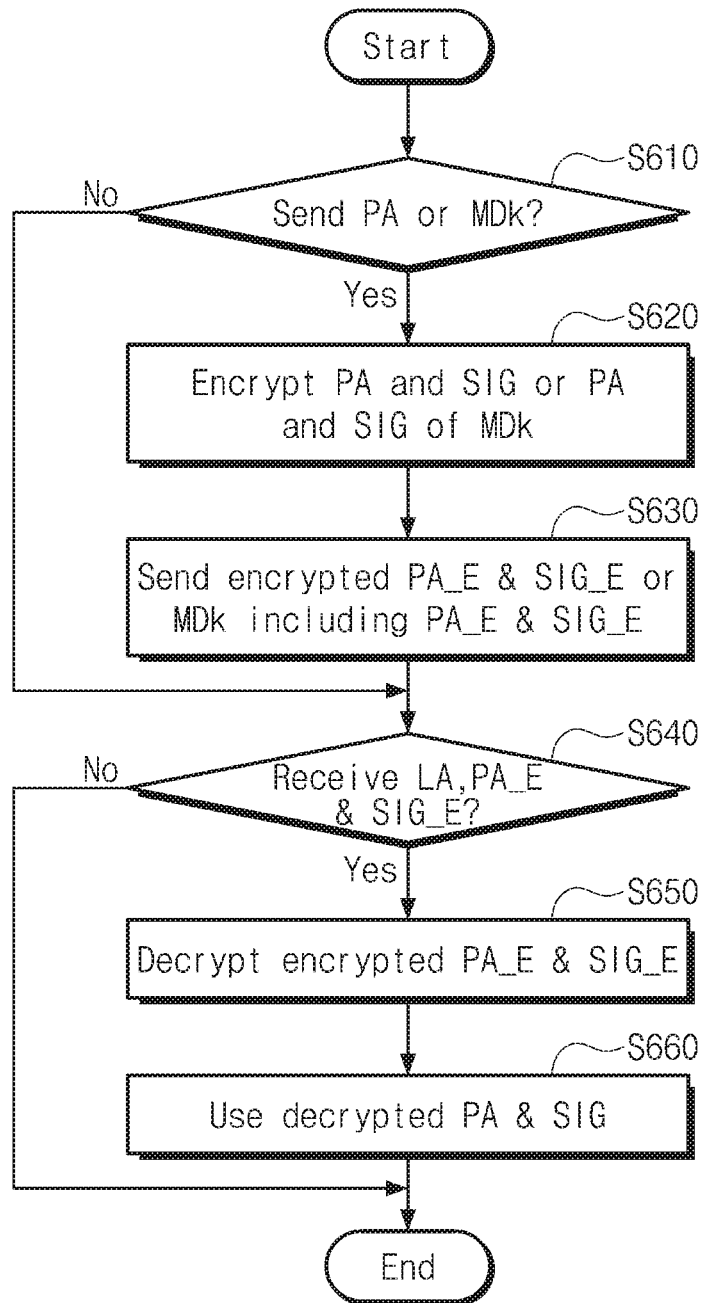 Start
S610
No
Send PA or MDk?
Yes
S620
Encrypt PA and SIG or PA
and SIG of MDk
S630
Send encrypted PA_E & SIG_E or
MDk including PA_E & SIG_E
S640
No
Receive LA,PA_E
& SIG_E?
Yes
S650
Decrypt encrypted PA_E & SIG_E
S660
Use decrypted PA & SIG
End